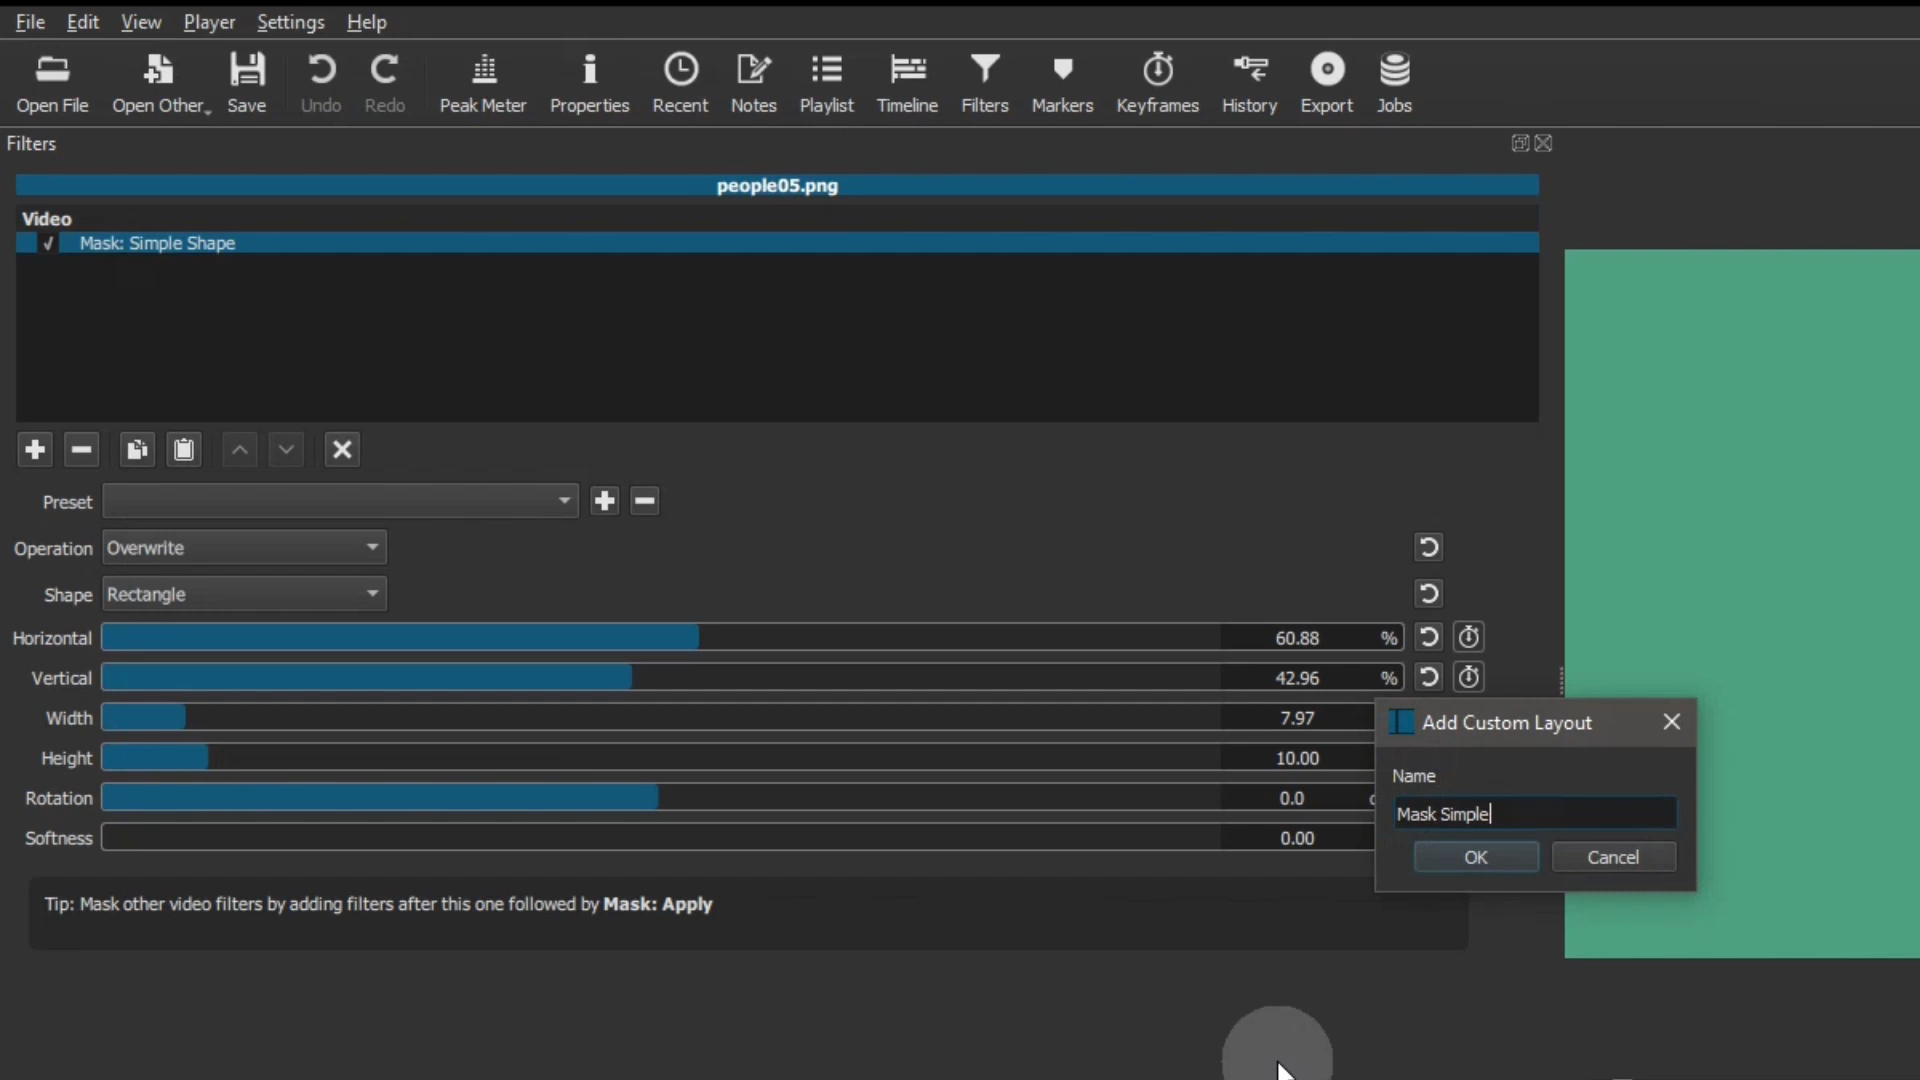 File Edit View Player Settings Help
Open File Open Other Save Undo Redo Peak Meter Properties Recent Notes Playlist Timeline Filters Markers Keyframes History Export Jobs
Filters
people05.png
Video
✓ Mask: Simple Shape
Preset
Operation Overwrite
Shape Rectangle
Horizontal 60.88 %
Vertical 42.96 %
Width 7.97
Height 10.00
Rotation 0.0
Softness 0.00
Add Custom Layout
Name
Mask Simple
OK Cancel
Tip: Mask other video filters by adding filters after this one followed by Mask: Apply